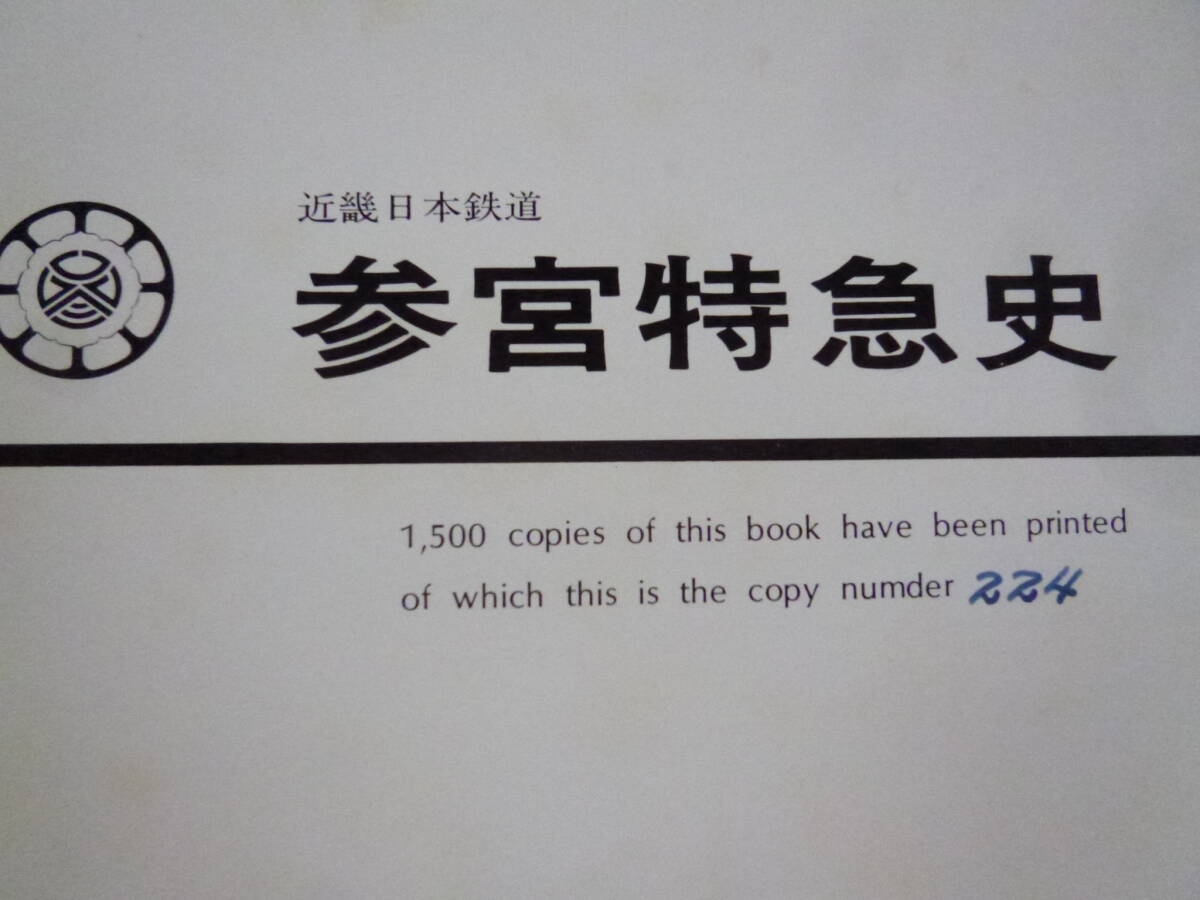 近畿日本鉄道
参宮特急史
1,500 copies of this book have been printed
of which this is the copy numder 224